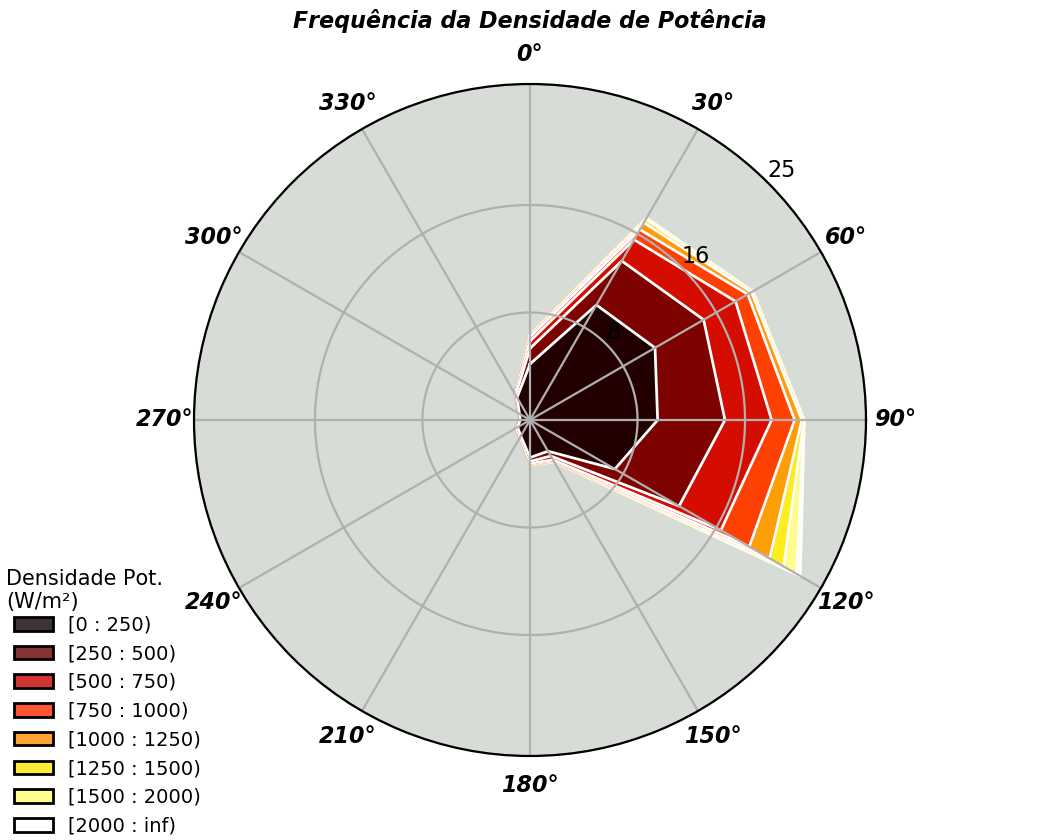 Frequência da Densidade de Potência
0°
330°
30°
25
300°
60°
16
8
270°
90°
240°
120°
210°
150°
180°
Densidade Pot.
(W/m²)
[0 : 250)
[250 : 500)
[500 : 750)
[750 : 1000)
[1000 : 1250)
[1250 : 1500)
[1500 : 2000)
[2000 : inf)